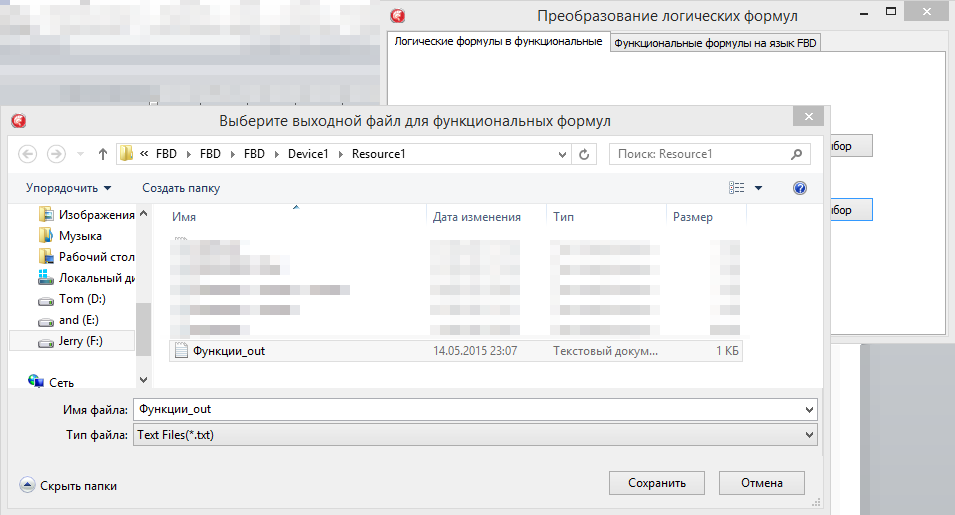 Преобразование логических формул
Логические формулы в функциональные
Функциональные формулы на язык FBD
Выберите выходной файл для функциональных формул
« FBD FBD FBD Device1 Resource1
Поиск: Resource1
Упорядочить
Создать папку
Изображения
Музыка
Рабочий стол
Локальный ди
Tom (D:)
and (E:)
Jerry (F:)
Сеть
Имя Дата изменения Тип Размер
Функции_out 14.05.2015 23:07 Текстовый докум... 1 КБ
Имя файла: Функции_out
Тип файла: Text Files(*.txt)
Скрыть папки
Сохранить
Отмена